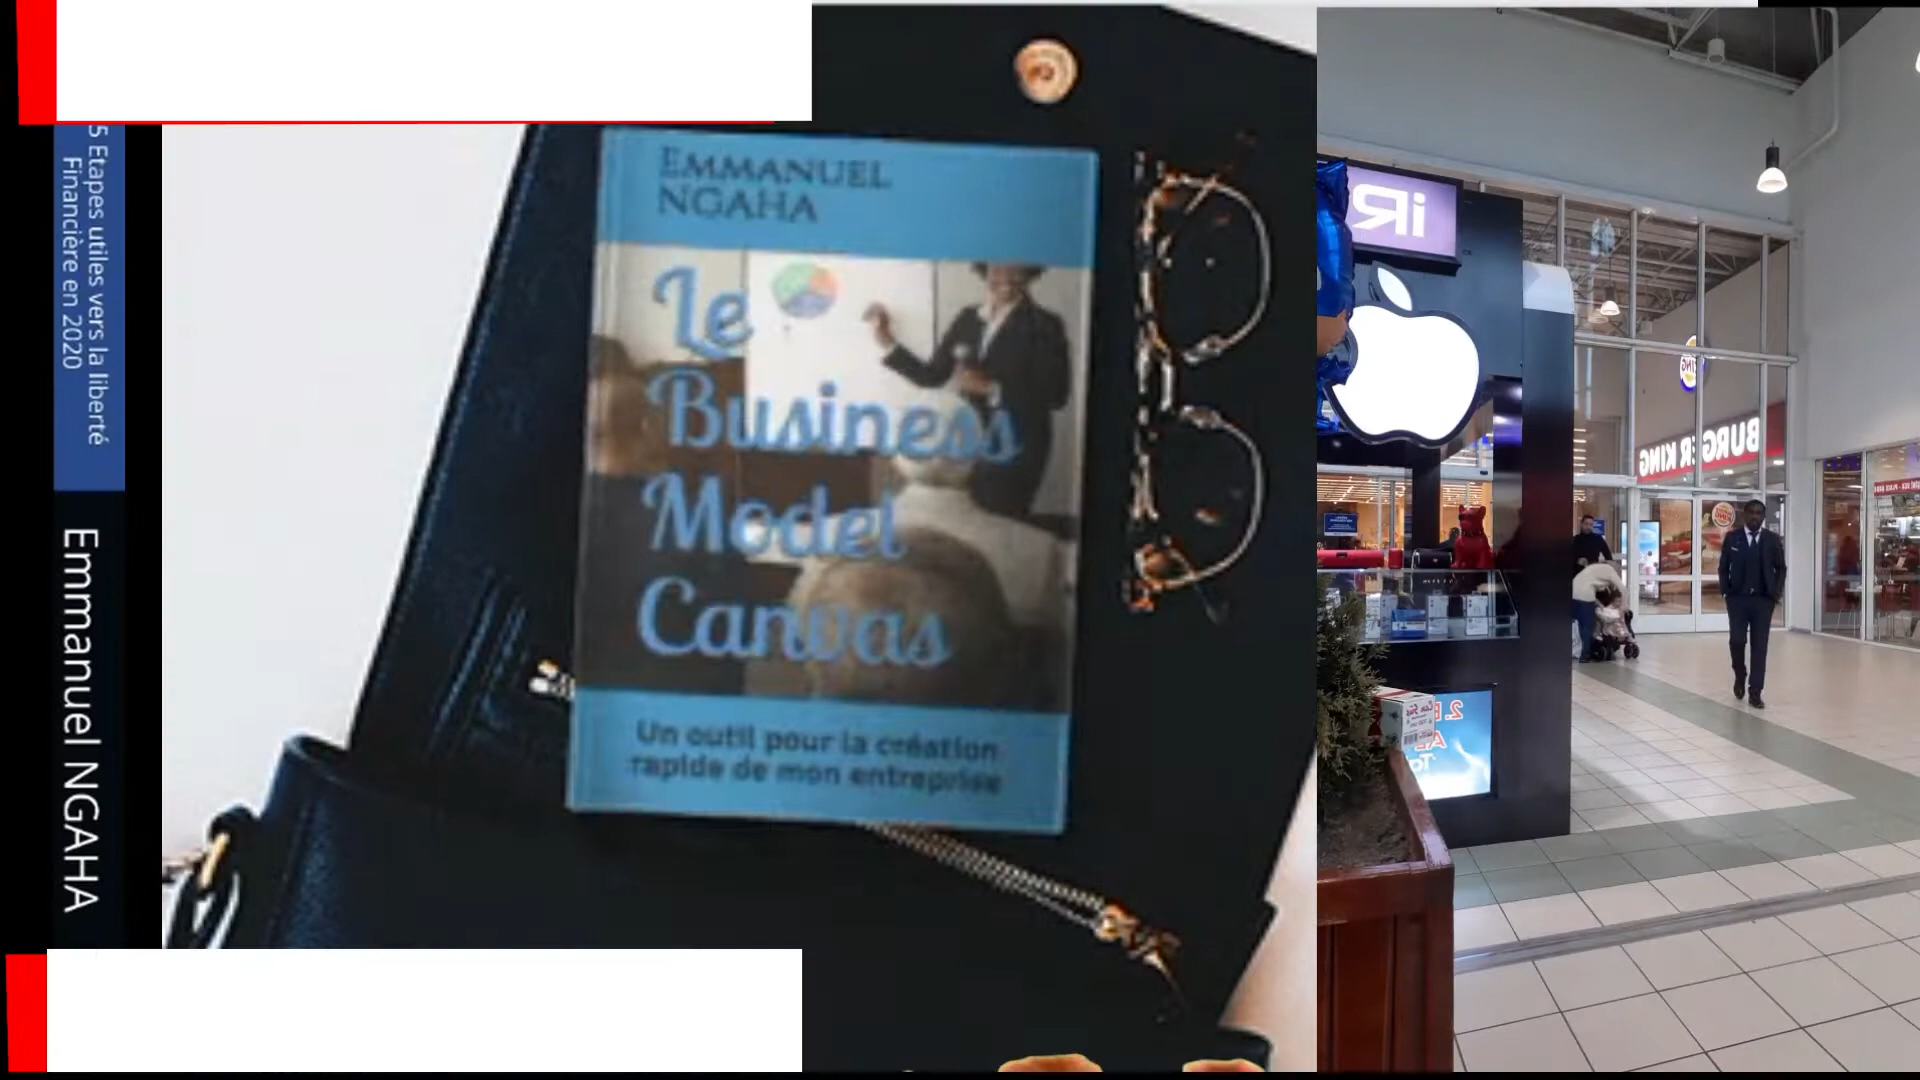 5 Etapes utiles vers la liberté
Financière en 2020
Emmanuel NGAHA
EMMANUEL
NGAHA
Le
Business
Model
Canvas
Un outil pour la création
rapide de mon entreprise
iR
BURGER KING